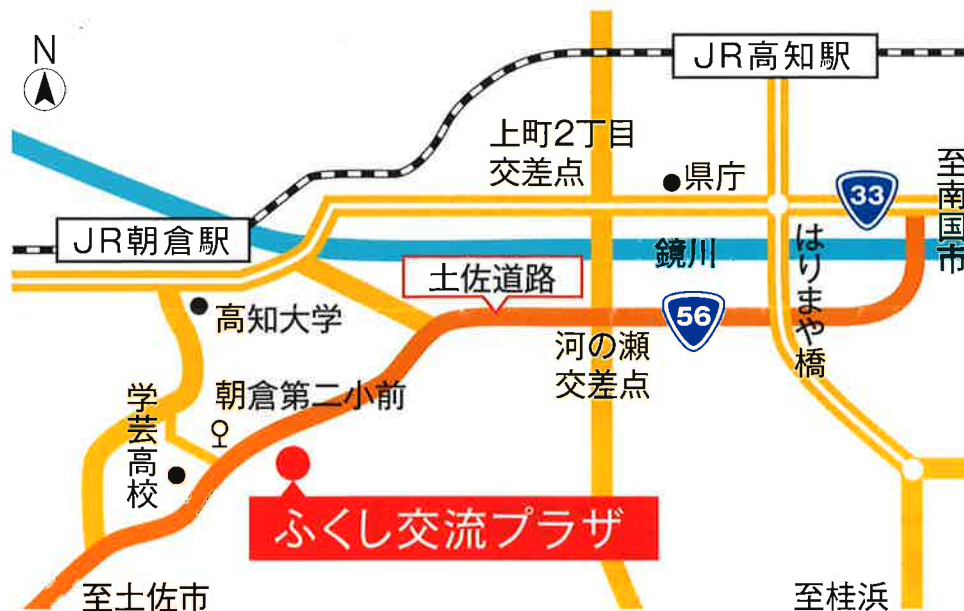 N
JR高知駅
上町2丁目
交差点
県庁
33
至南国市
JR朝倉駅
鏡川
はりまや橋
土佐道路
56
高知大学
河の瀬
交差点
朝倉第二小前
学芸高校
ふくし交流プラザ
至土佐市
至桂浜